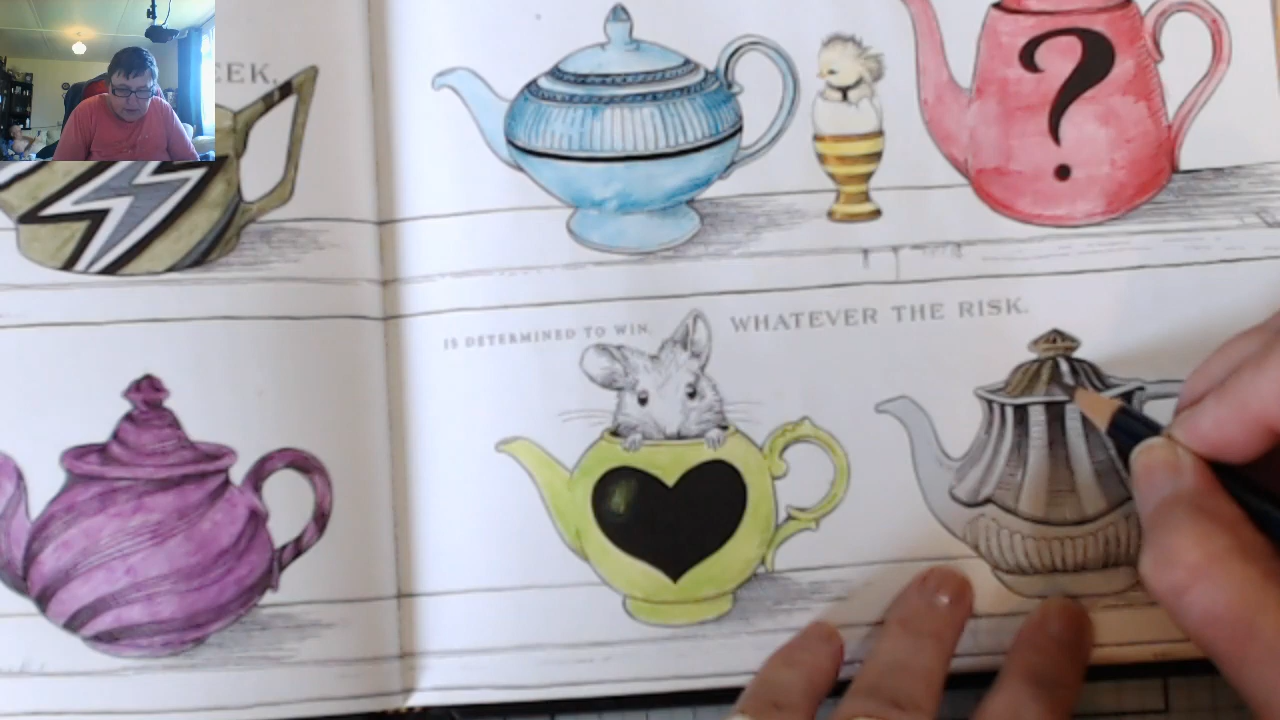 EEK.
?
IS DETERMINED TO WIN,
WHATEVER THE RISK.